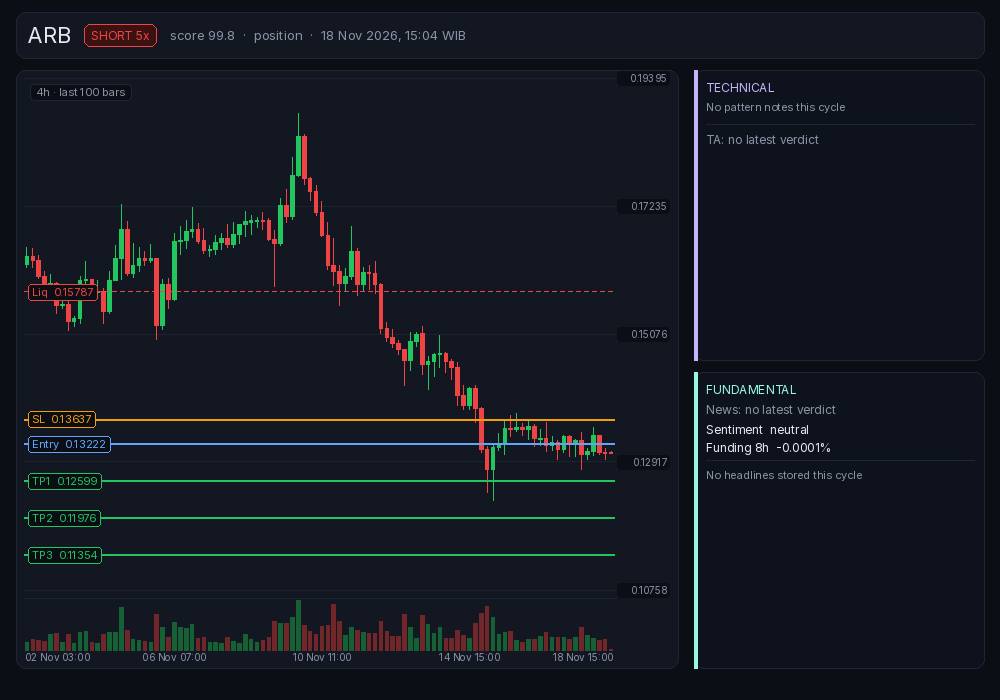 ARB SHORT 5x score 99.8 · position · 18 Nov 2026, 15:04 WIB
4h · last 100 bars
0.19395
0.17235
Liq 0.15787
0.15076
SL 0.13637
Entry 0.13222
0.12917
TP1 0.12599
TP2 0.11976
TP3 0.11354
0.10758
02 Nov 03:00 06 Nov 07:00 10 Nov 11:00 14 Nov 15:00 18 Nov 15:00
TECHNICAL
No pattern notes this cycle
TA: no latest verdict
FUNDAMENTAL
News: no latest verdict
Sentiment neutral
Funding 8h -0.0001%
No headlines stored this cycle